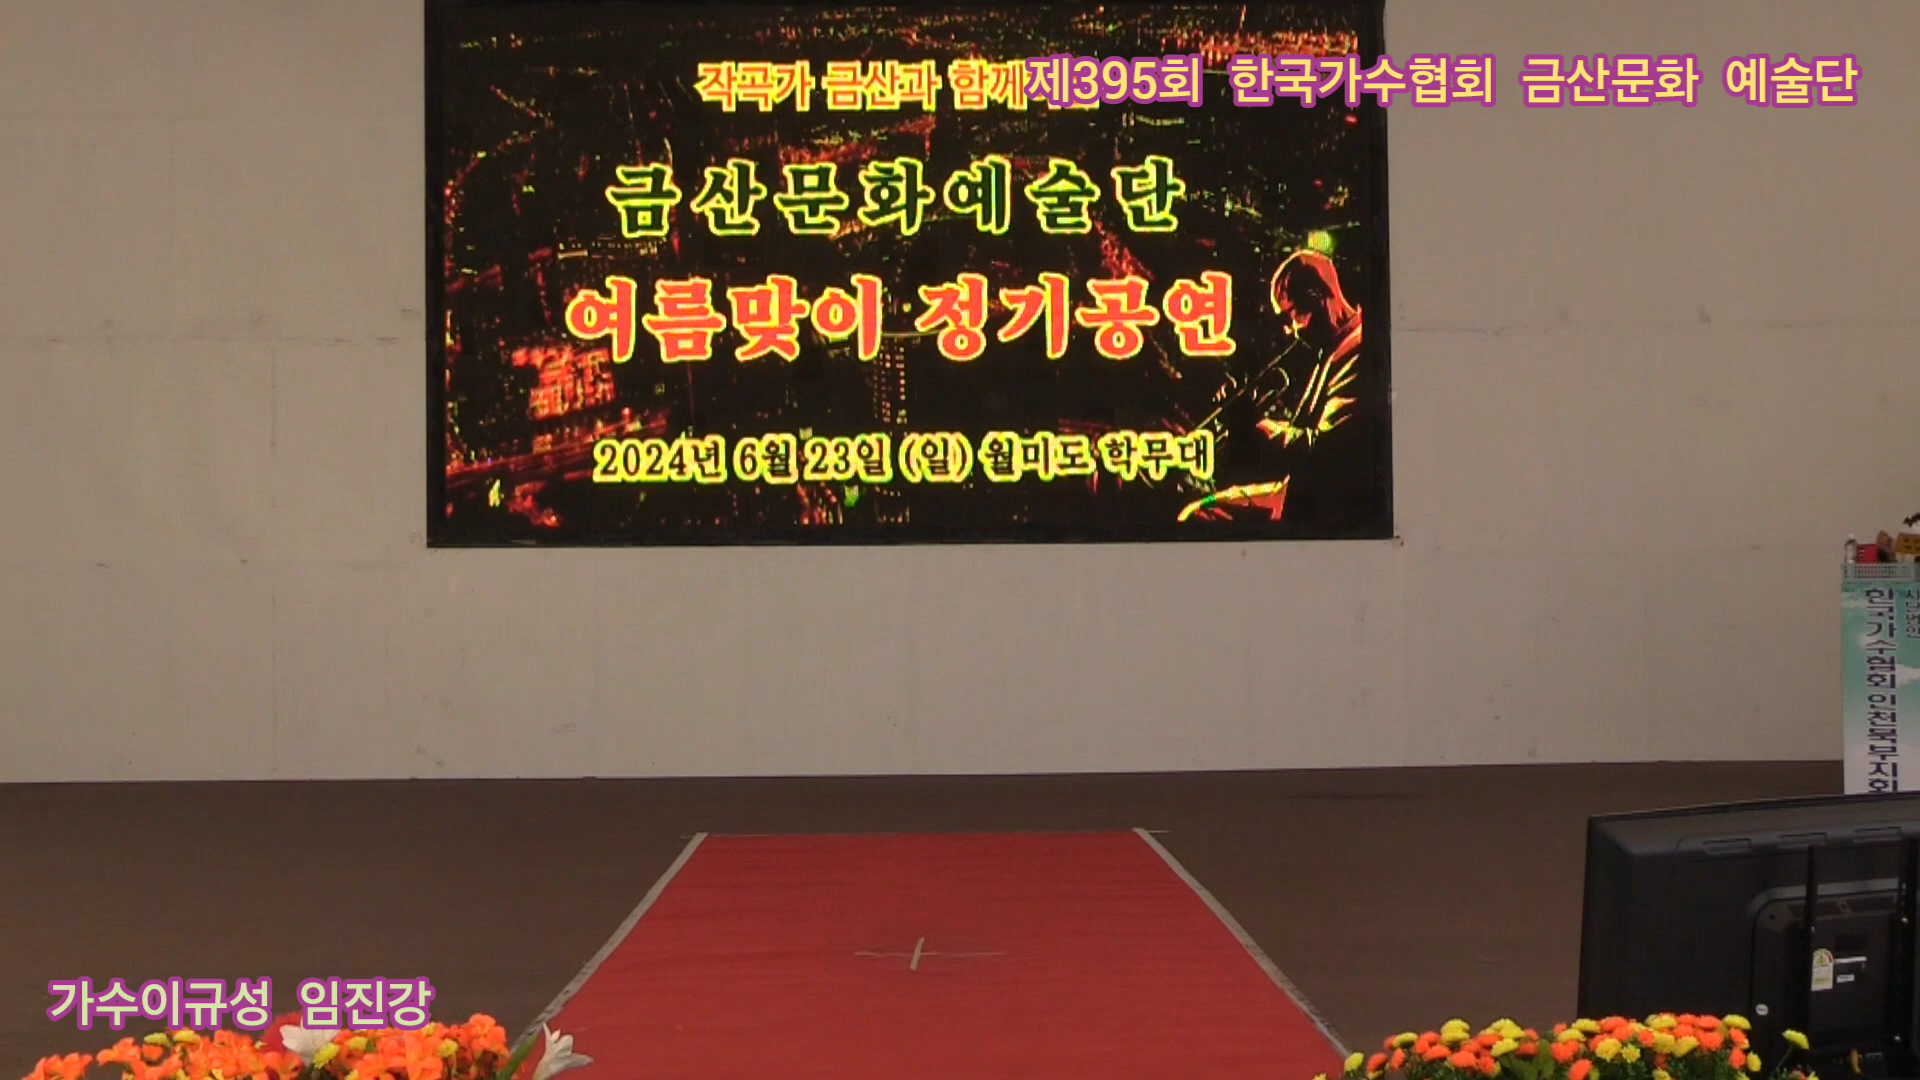 작곡가 금산과 함께
제395회 한국가수협회 금산문화 예술단
금산문화예술단
여름맞이 정기공연
2024년 6월 23일 (일) 월미도 학무대
사단법인
한국가수협회 인천북부지회
가수이규성 임진강